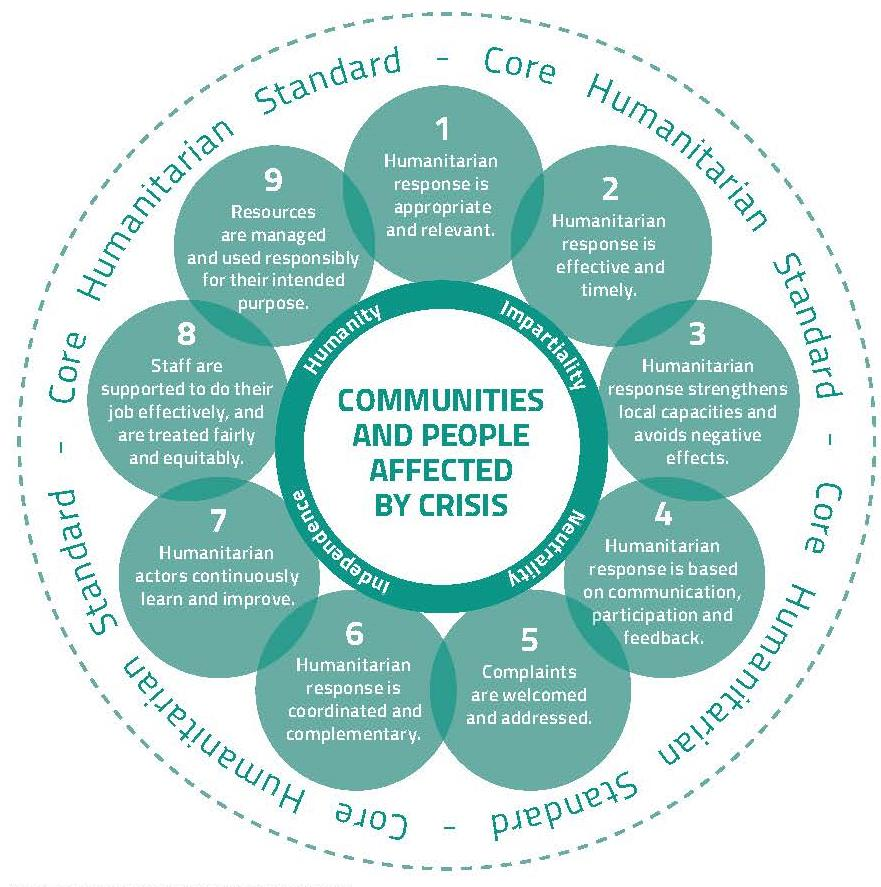 Core Humanitarian Standard - Core Humanitarian Standard - Core Humanitarian Standard - Core Humanitarian Standard -
1
Humanitarian
response is
appropriate
and relevant.
2
Humanitarian
response is
effective and
timely.
3
Humanitarian
response strengthens
local capacities and
avoids negative
effects.
4
Humanitarian
response is based
on communication,
participation and
feedback.
5
Complaints
are welcomed
and addressed.
6
Humanitarian
response is
coordinated and
complementary.
7
Humanitarian
actors continuously
learn and improve.
8
Staff are
supported to do their
job effectively, and
are treated fairly
and equitably.
9
Resources
are managed
and used responsibly
for their intended
purpose.
Humanity
Impartiality
Neutrality
Independence
COMMUNITIES
AND PEOPLE
AFFECTED
BY CRISIS